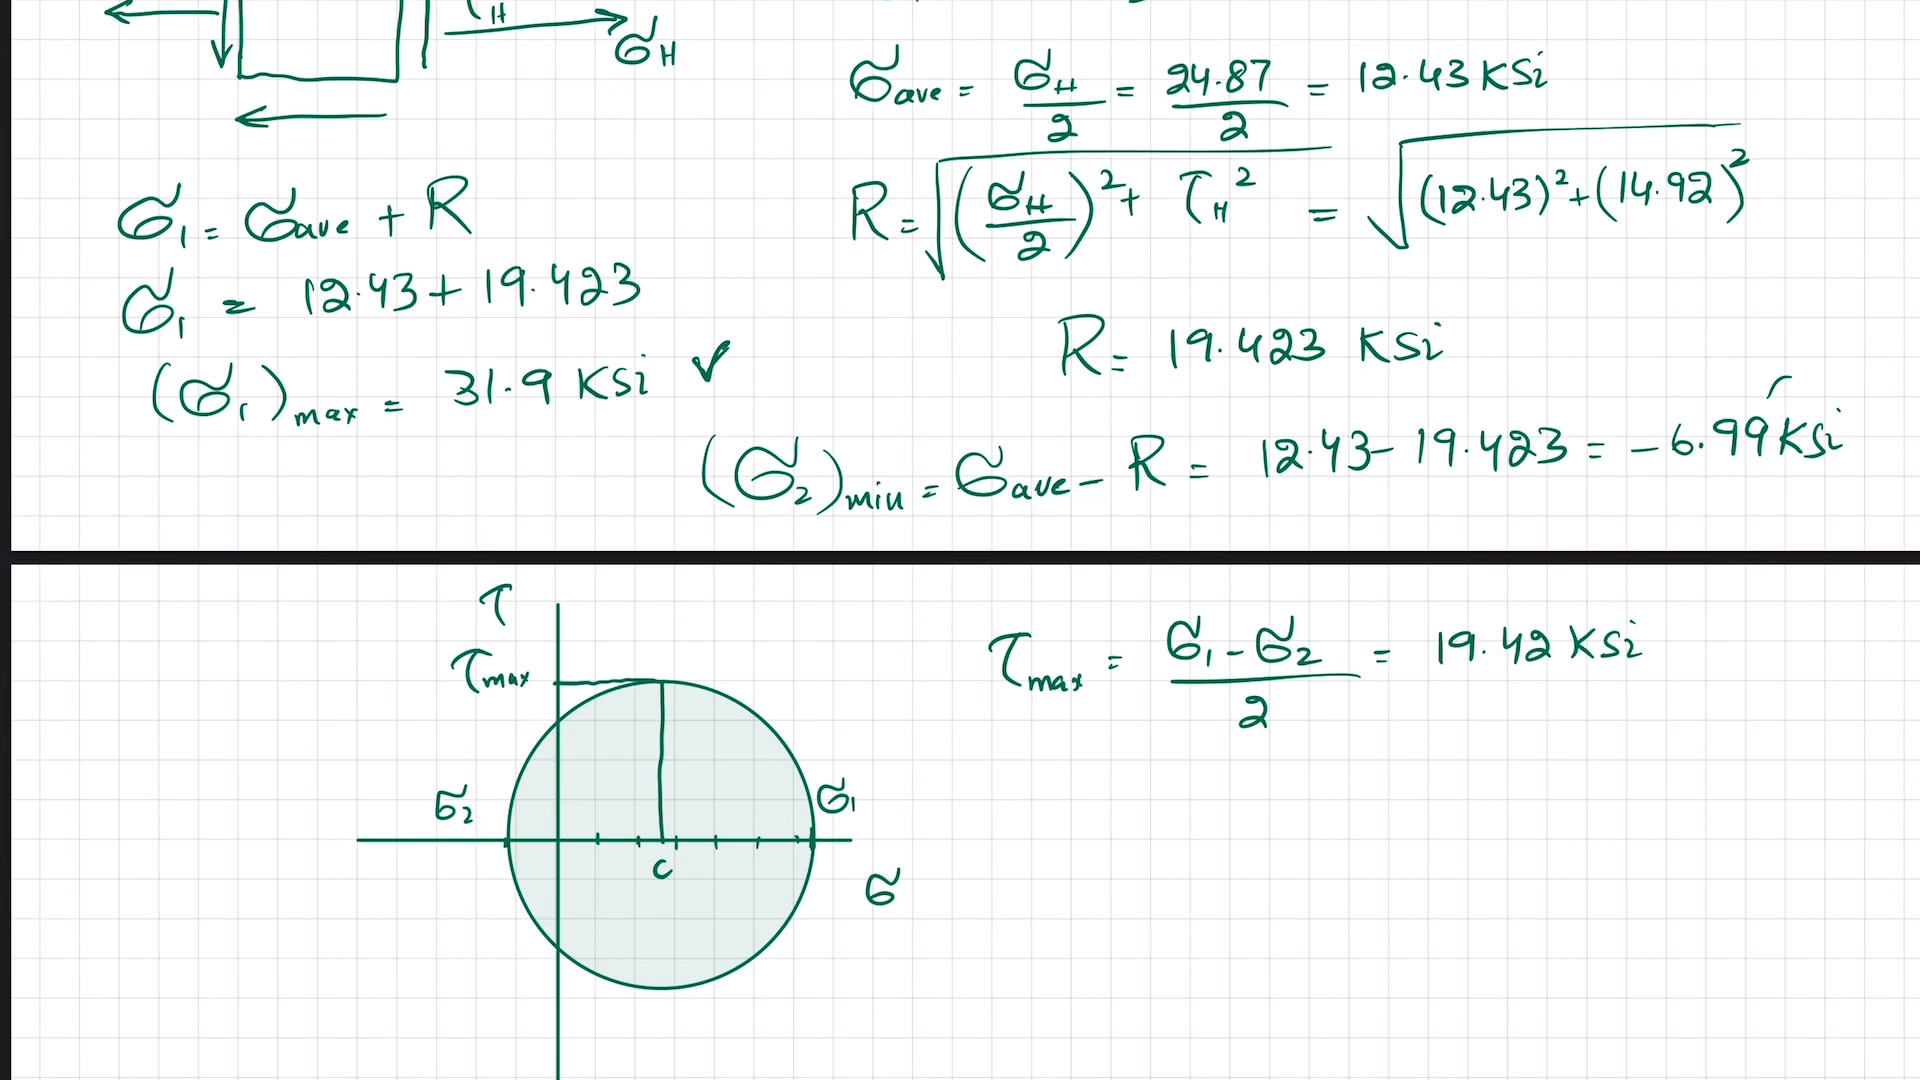 τH
σH
σave = σH/2 = 24.87/2 = 12.43 KSi
σ1 = σave + R
R = √((σH/2)² + τH²) = √((12.43)² + (14.92)²)
σ1 = 12.43 + 19.423
R = 19.423 KSi
(σ1)max = 31.9 KSi ✓
(σ2)min = σave - R = 12.43 - 19.423 = -6.99 KSi
τ
τmax
τmax = (σ1 - σ2)/2 = 19.42 KSi
σ2
σ1
C
σ